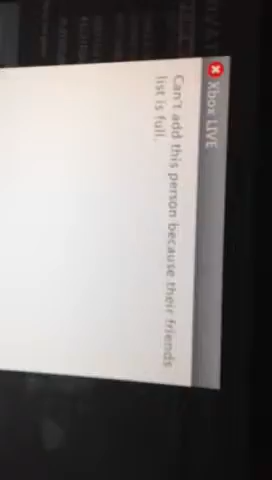 Xbox LIVE
Can't add this person because their friends
list is full.